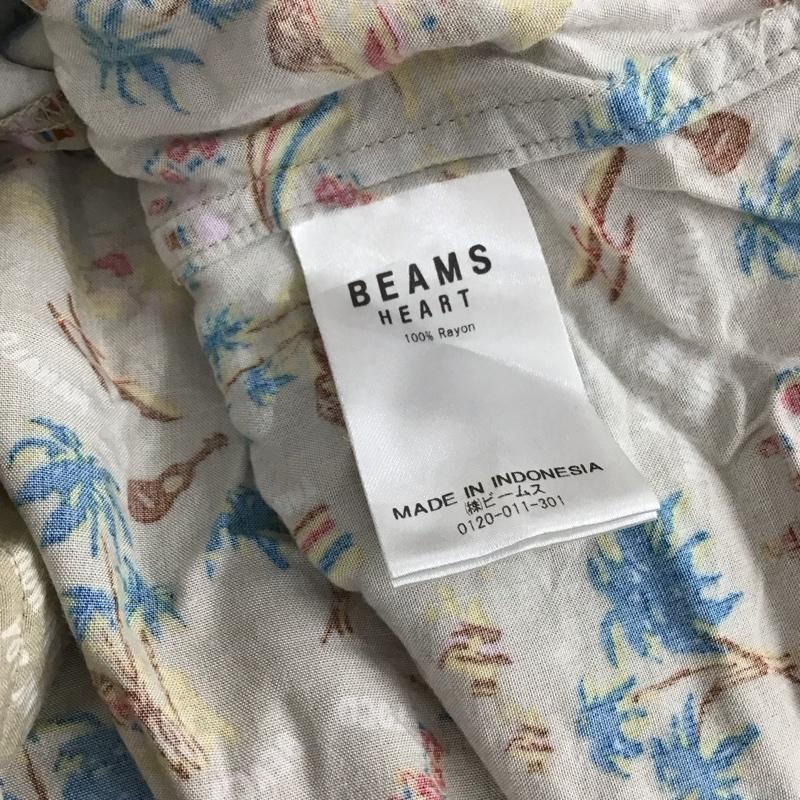 BEAMS
HEART
100% Rayon
MADE IN INDONESIA
㈱ビームス
0120-011-301